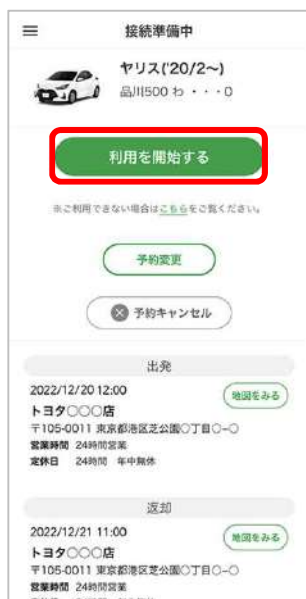 接続準備中
ヤリス('20/2〜)
品川500 わ ・・・0
利用を開始する
※ご利用できない場合はこちらをご覧ください。
予約変更
予約キャンセル
出発
2022/12/20 12:00
地図をみる
トヨタ〇〇〇店
〒105-0011 東京都港区芝公園〇丁目〇−〇
営業時間 24時間営業
定休日 24時間 年中無休
返却
2022/12/21 11:00
地図をみる
トヨタ〇〇〇店
〒105-0011 東京都港区芝公園〇丁目〇−〇
営業時間 24時間営業